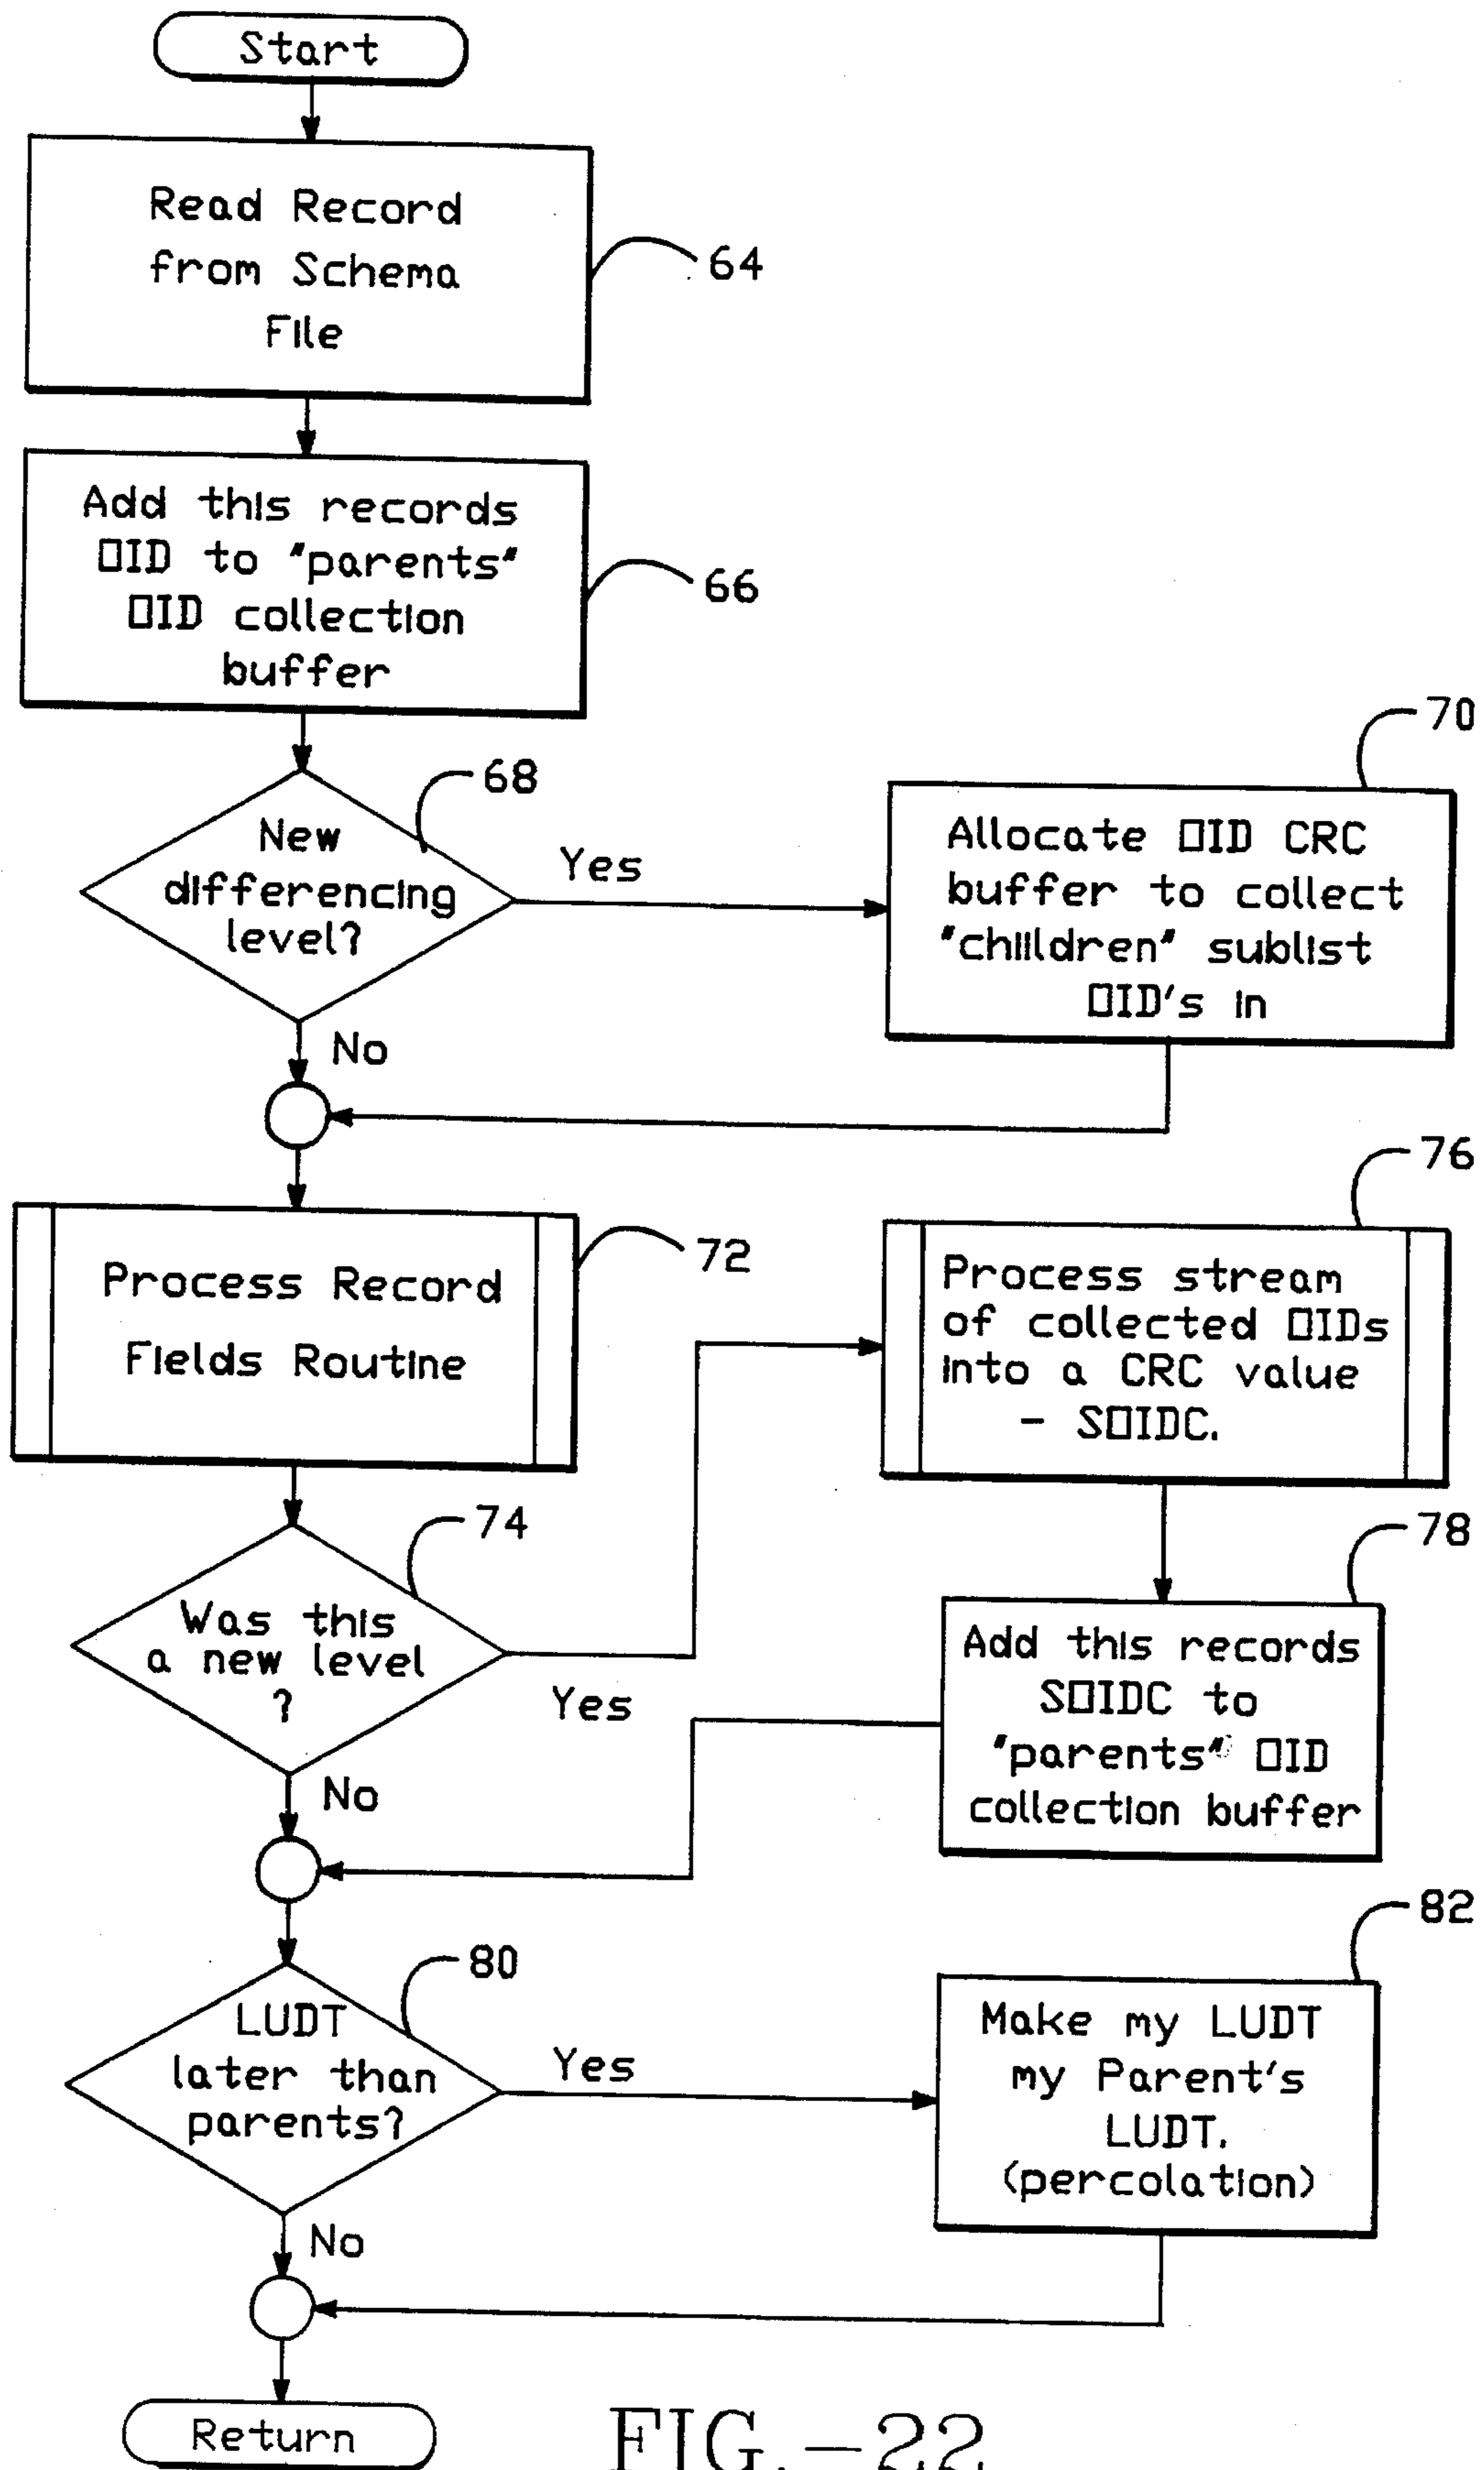 Start
Read Record
from Schema
File
64
Add this records
OID to "parents"
OID collection
buffer
66
New
differencing
level?
68
Yes
No
70
Allocate OID CRC
buffer to collect
"children" sublist
OID's in
Process Record
Fields Routine
72
76
Process stream
of collected OIDs
into a CRC value
- SOIDC.
Was this
a new level
?
74
Yes
No
78
Add this records
SOIDC to
"parents" OID
collection buffer
LUDT
later than
parents?
80
Yes
No
82
Make my LUDT
my Parent's
LUDT.
(percolation)
Return
FIG.-22